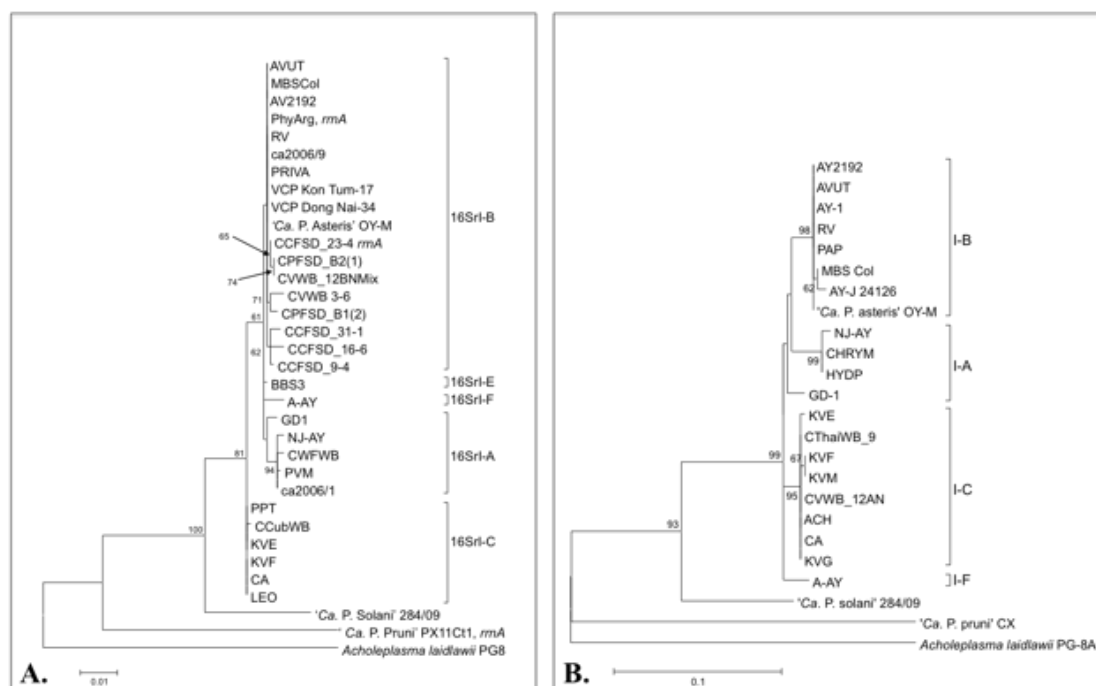 AVUT
MBSCol
AV2192
PhyArg, rrnA
RV
ca2006/9
PRIVA
VCP Kon Tum-17
VCP Dong Nai-34
'Ca. P. Asteris' OY-M
65
CCFSD_23-4 rrnA
CPFSD_B2(1)
74
CVWB_12BNMix
CVWB 3-6
71
CPFSD_B1(2)
61
CCFSD_31-1
CCFSD_16-6
62
CCFSD_9-4
16SrI-B
BBS3
16SrI-E
A-AY
16SrI-F
GD1
NJ-AY
CWFWB
94
PVM
ca2006/1
16SrI-A
81
PPT
CCubWB
KVE
KVF
CA
LEO
16SrI-C
100
'Ca. P. Solani' 284/09
'Ca. P. Pruni' PX11Ct1, rrnA
Acholeplasma laidlawii PG8
0.01
A.
AY2192
AVUT
AY-1
98
RV
PAP
MBS Col
62
AY-J 24126
'Ca. P. asteris' OY-M
I-B
NJ-AY
CHRYM
99
HYDP
GD-1
I-A
KVE
CThaiWB_9
99
67
KVF
KVM
95
CVWB_12AN
ACH
CA
KVG
I-C
A-AY
I-F
93
'Ca. P. solani' 284/09
'Ca. P. pruni' CX
Acholeplasma laidlawii PG-8A
0.1
B.